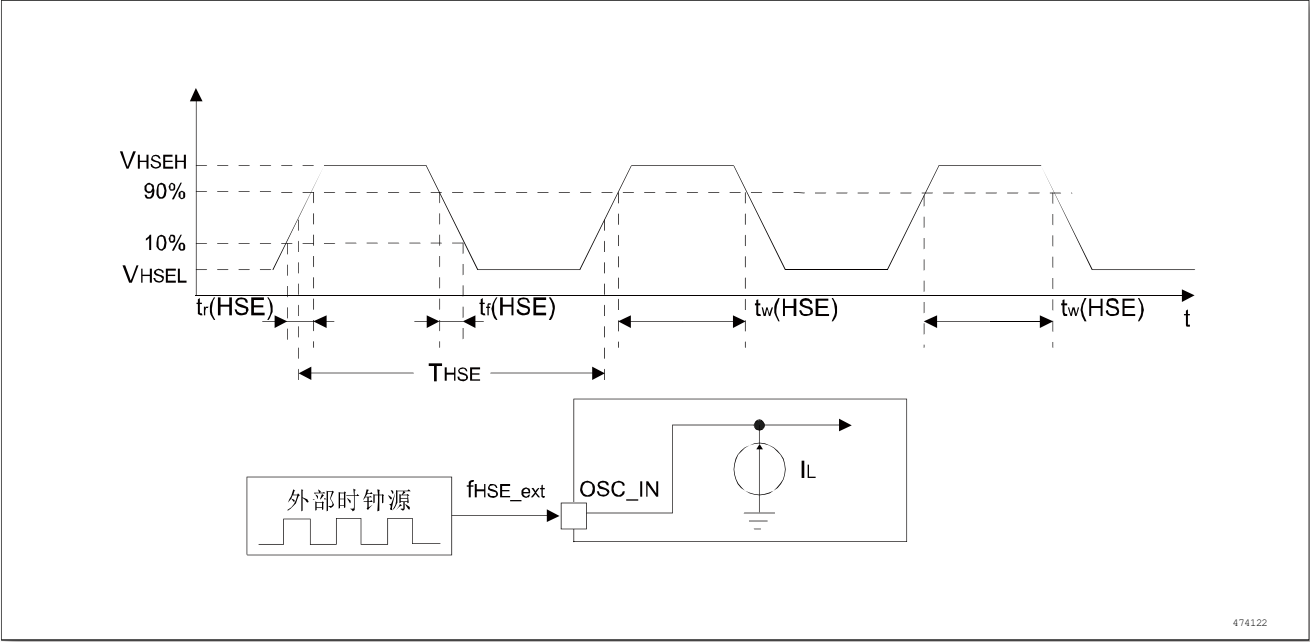 VHSEH
90%
10%
VHSEL
tr(HSE)
tf(HSE)
tw(HSE)
tw(HSE)
t
THSE
IL
外部时钟源
fHSE_ext
OSC_IN
474122